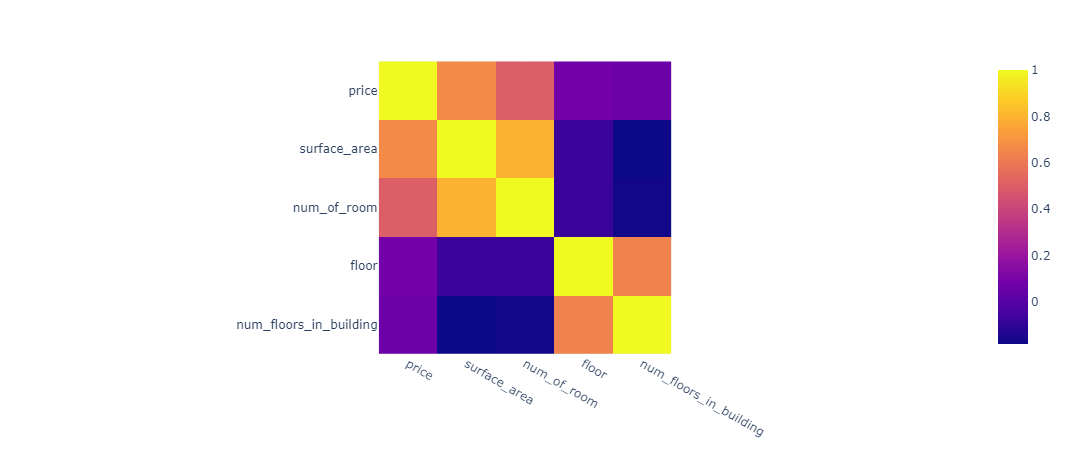 price
surface_area
num_of_room
floor
num_floors_in_building
price
surface_area
num_of_room
floor
num_floors_in_building
1
0.8
0.6
0.4
0.2
0